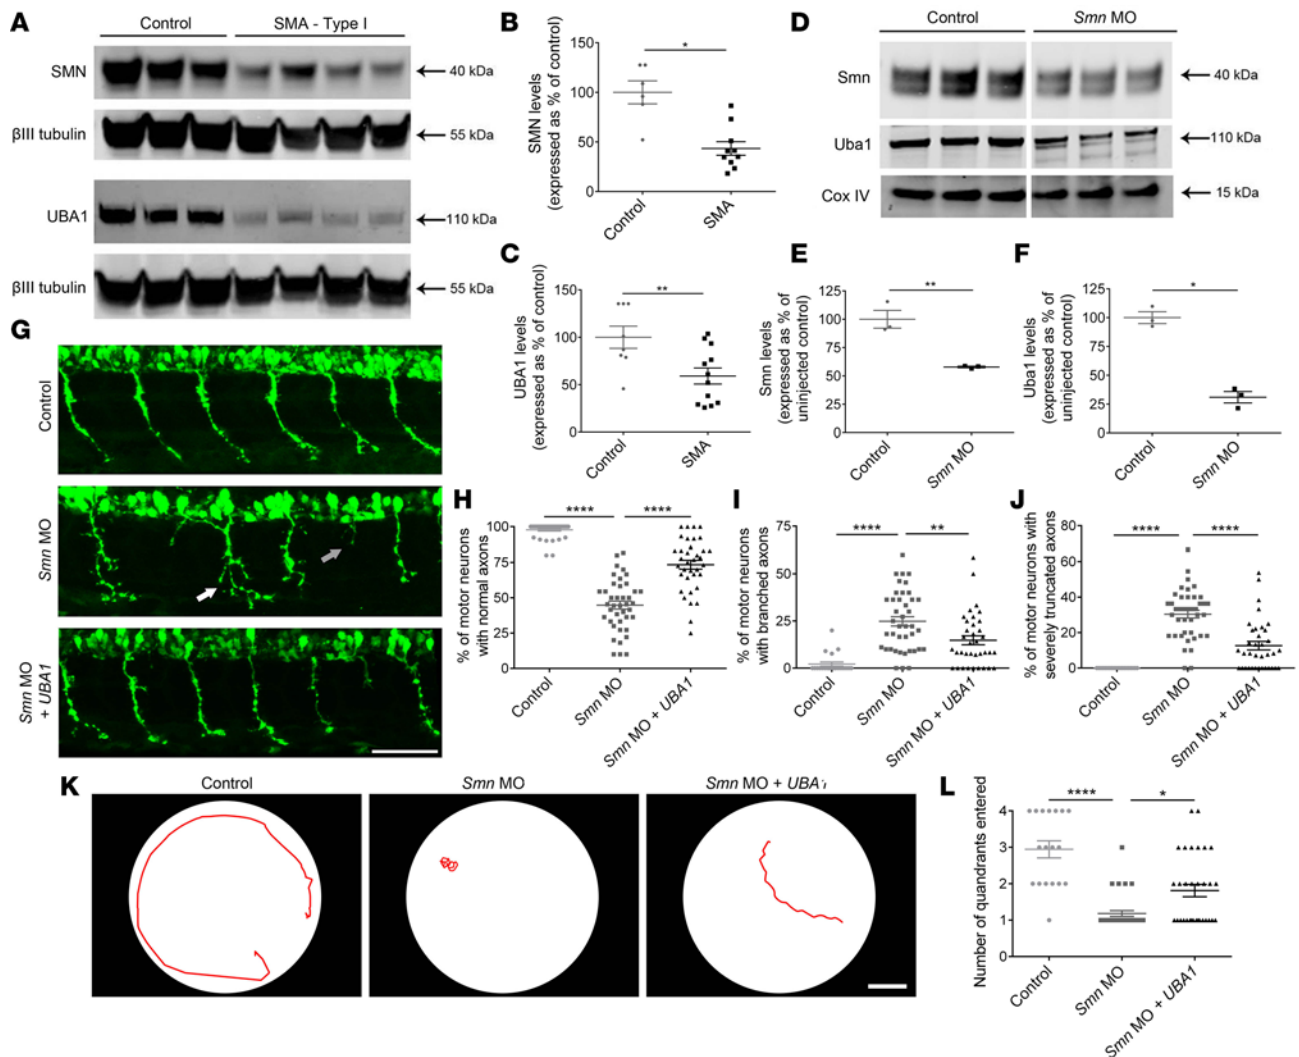 A
Control
SMA - Type I
SMN
40 kDa
βIII tubulin
55 kDa
UBA1
110 kDa
βIII tubulin
55 kDa
B
SMN levels
(expressed as % of control)
150
100
50
0
*
Control
SMA
C
UBA1 levels
(expressed as % of control)
150
100
50
0
**
Control
SMA
D
Control
Smn MO
Smn
40 kDa
Uba1
110 kDa
Cox IV
15 kDa
E
Smn levels
(expressed as % of
uninjected control)
125
100
75
50
25
0
**
Control
Smn MO
F
Uba1 levels
(expressed as % of
uninjected control)
125
100
75
50
25
0
*
Control
Smn MO
G
Control
Smn MO
Smn MO
+ UBA1
H
% of motor neurons
with normal axons
100
75
50
25
0
****
****
Control
Smn MO
Smn MO + UBA1
I
% of motor neurons
with branched axons
75
50
25
0
****
**
Control
Smn MO
Smn MO + UBA1
J
% of motor neurons with
severely truncated axons
80
60
40
20
0
****
****
Control
Smn MO
Smn MO + UBA1
K
Control
Smn MO
Smn MO + UBA1
L
Number of quandrants entered
4
3
2
1
0
****
*
Control
Smn MO
Smn MO + UBA1